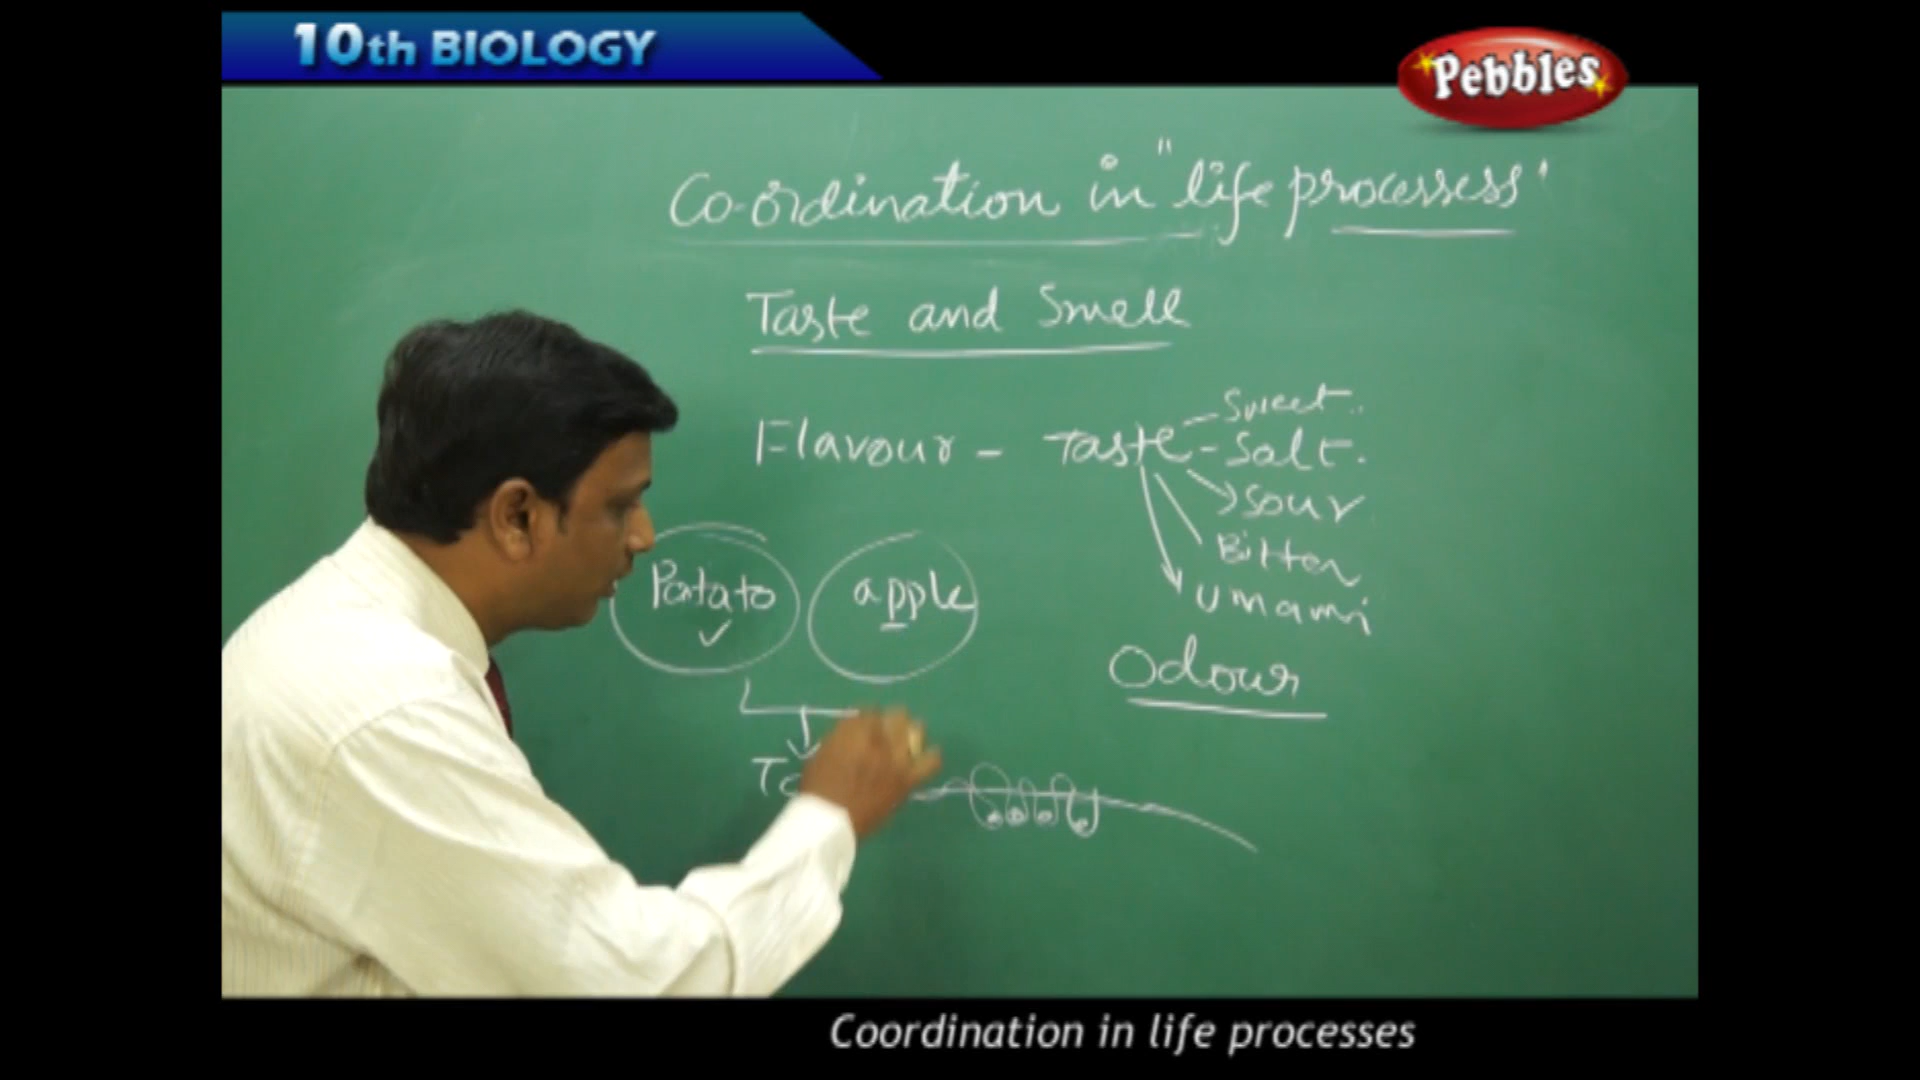 10th BIOLOGY
Pebbles
Co-ordination in "life processess"
Taste and Smell
Flavour - Taste - Sweet
- Salt.
Sour
Bitter
Umami
Patato
apple
Odour
Coordination in life processes